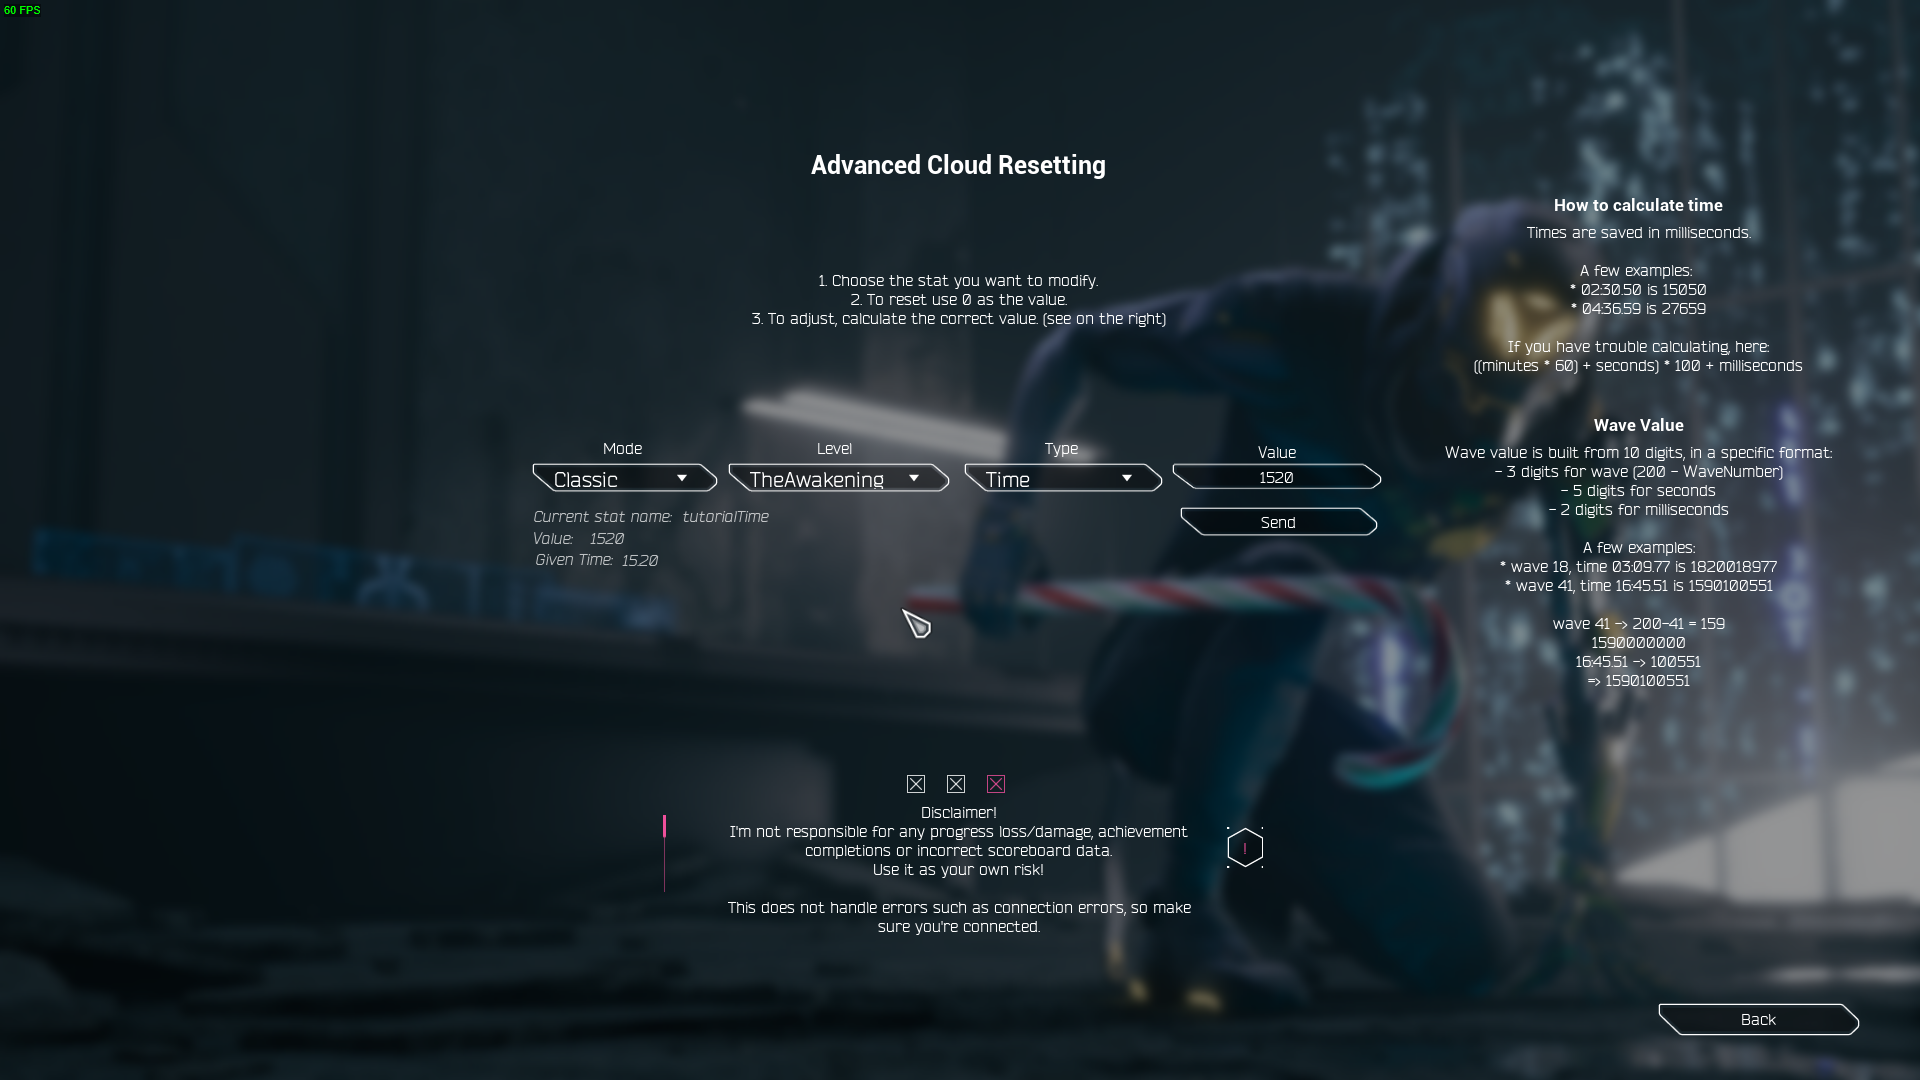 60 FPS
Advanced Cloud Resetting
1. Choose the stat you want to modify.
2. To reset use 0 as the value.
3. To adjust, calculate the correct value. (see on the right)
Mode
Level
Type
Value
Classic
TheAwakening
Time
1520
Current stat name: tutorialTime
Value: 1520
Given Time: 15.20
Send
How to calculate time
Times are saved in milliseconds.
A few examples:
* 02:30.50 is 15050
* 04:36.59 is 27659
If you have trouble calculating, here:
((minutes * 60) + seconds) * 100 + milliseconds
Wave Value
Wave value is built from 10 digits, in a specific format:
- 3 digits for wave (200 - WaveNumber)
- 5 digits for seconds
- 2 digits for milliseconds
A few examples:
* wave 18, time 03:09.77 is 1820018977
* wave 41, time 16:45.51 is 1590100551
wave 41 -> 200-41 = 159
1590000000
16:45.51 -> 100551
=> 1590100551
Disclaimer!
I'm not responsible for any progress loss/damage, achievement
completions or incorrect scoreboard data.
Use it as your own risk!
This does not handle errors such as connection errors, so make
sure you're connected.
!
Back